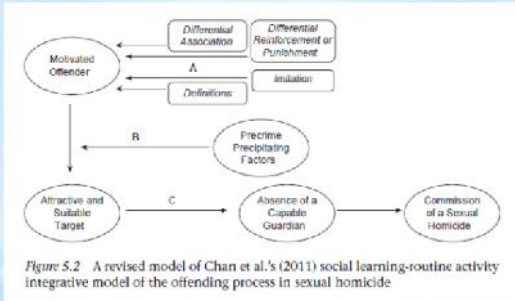 Differential
Association
Differential
Reinforcement or
Punishment
Motivated
Offender
A
Imitation
Definitions
B
Precrime
Precipitating
Factors
Attractive and
Suitable
Target
C
Absence of a
Capable
Guardian
Commission
of a Sexual
Homicide
Figure 5.2 A revised model of Chan et al.'s (2011) social learning-routine activity
integrative model of the offending process in sexual homicide